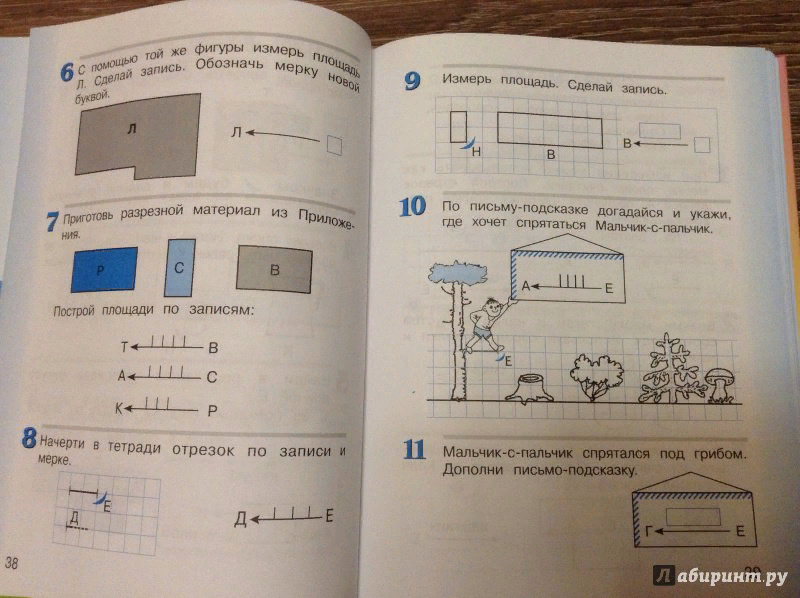 6 С помощью той же фигуры измерь площадь
Л. Сделай запись. Обозначь мерку новой
буквой.
Л
Л
7 Приготовь разрезной материал из Приложе-
ния.
Р С В
Построй площади по записям:
Т В
А С
К Р
8 Начерти в тетради отрезок по записи и
мерке.
Е
Д
Д Е
38
9 Измерь площадь. Сделай запись.
Н
В
В
10 По письму-подсказке догадайся и укажи,
где хочет спрятаться Мальчик-с-пальчик.
А Е
Е
11 Мальчик-с-пальчик спрятался под грибом.
Дополни письмо-подсказку.
Г Е
39
Лабиринт.ру